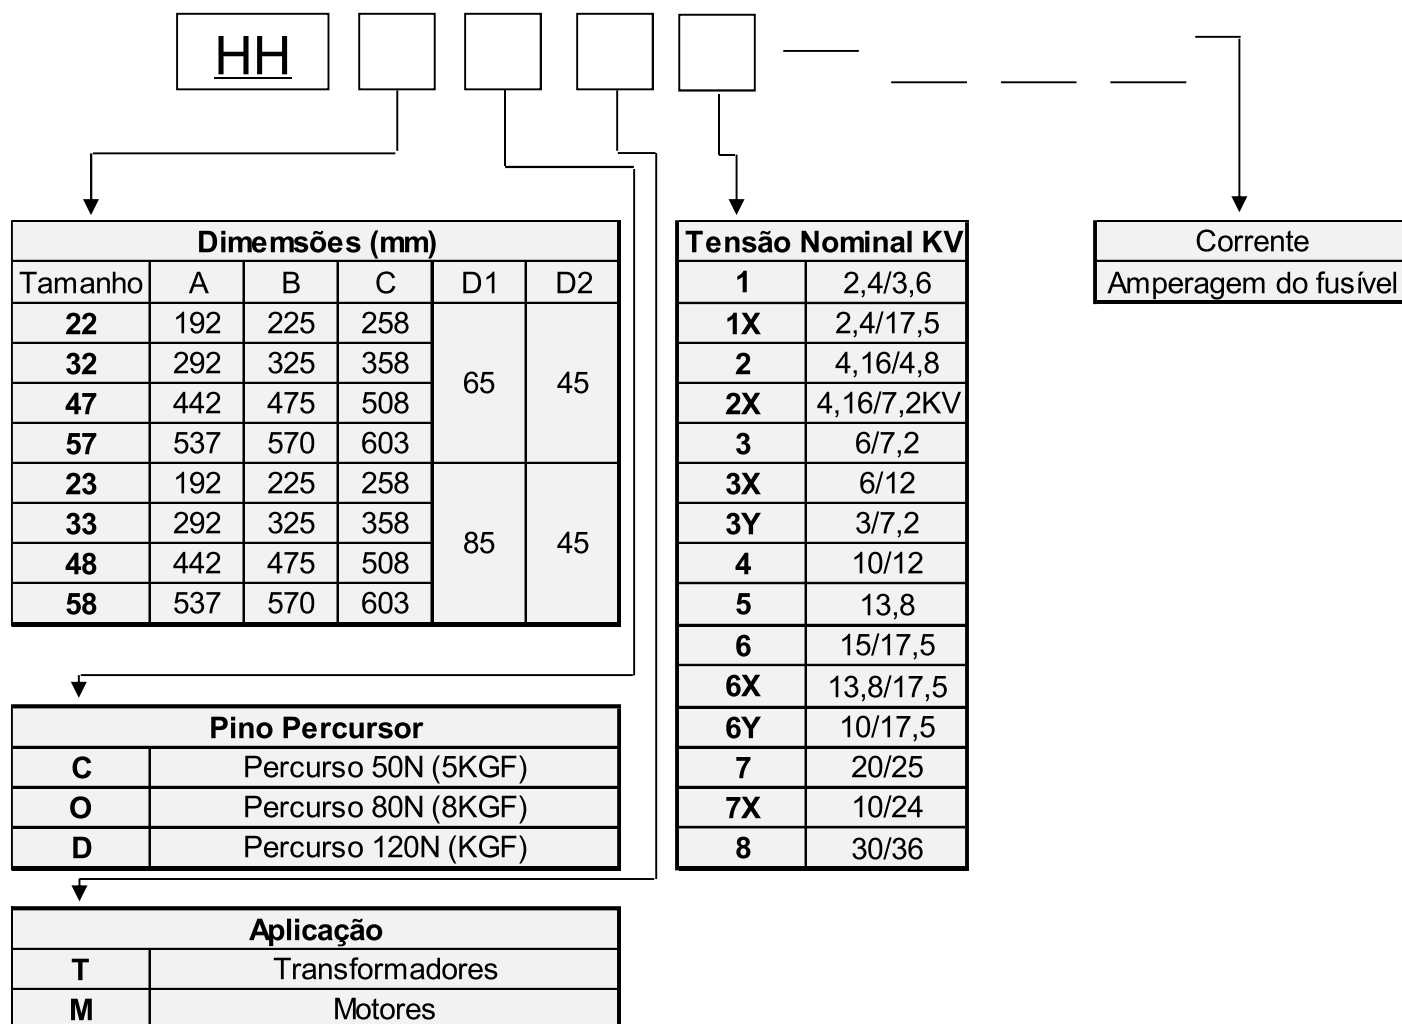 HH
Dimemsões (mm)
Tamanho A B C D1 D2
22 192 225 258
32 292 325 358
65 45
47 442 475 508
57 537 570 603
23 192 225 258
33 292 325 358
85 45
48 442 475 508
58 537 570 603
Pino Percursor
C Percurso 50N (5KGF)
O Percurso 80N (8KGF)
D Percurso 120N (KGF)
Aplicação
T Transformadores
M Motores
Tensão Nominal KV
1 2,4/3,6
1X 2,4/17,5
2 4,16/4,8
2X 4,16/7,2KV
3 6/7,2
3X 6/12
3Y 3/7,2
4 10/12
5 13,8
6 15/17,5
6X 13,8/17,5
6Y 10/17,5
7 20/25
7X 10/24
8 30/36
Corrente
Amperagem do fusível